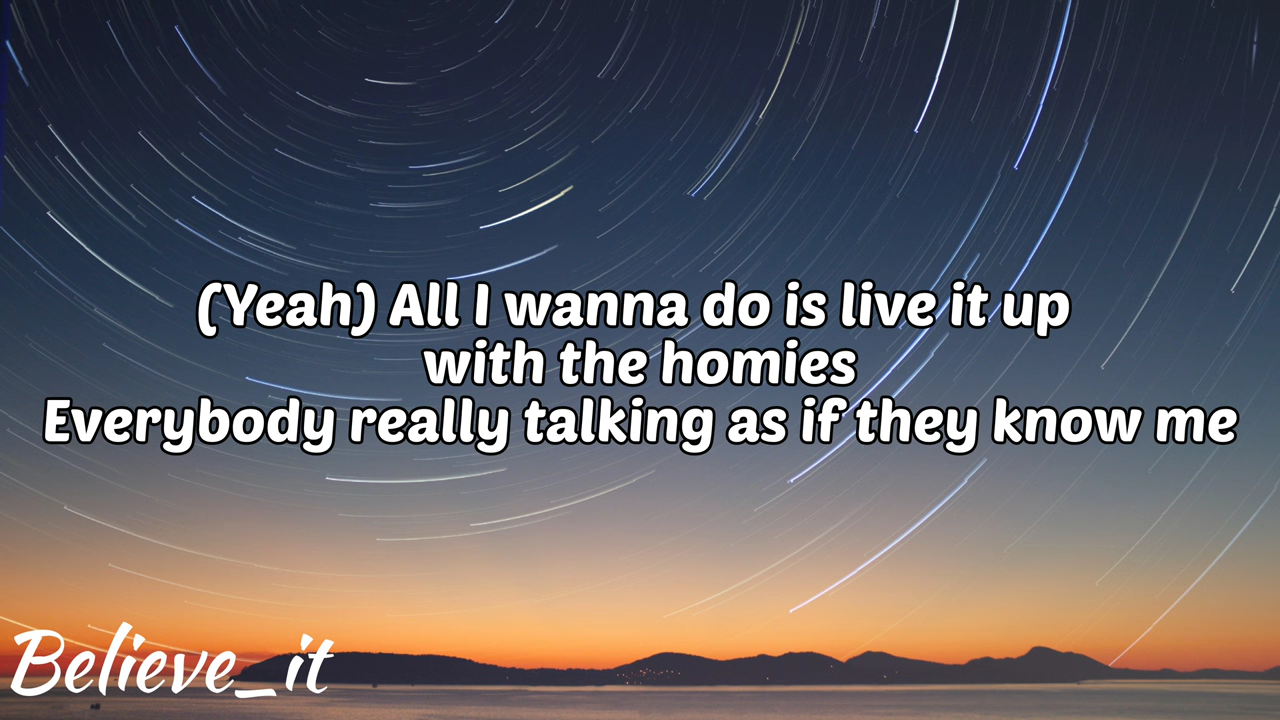 (Yeah) All I wanna do is live it up
with the homies
Everybody really talking as if they know me
Believe_it